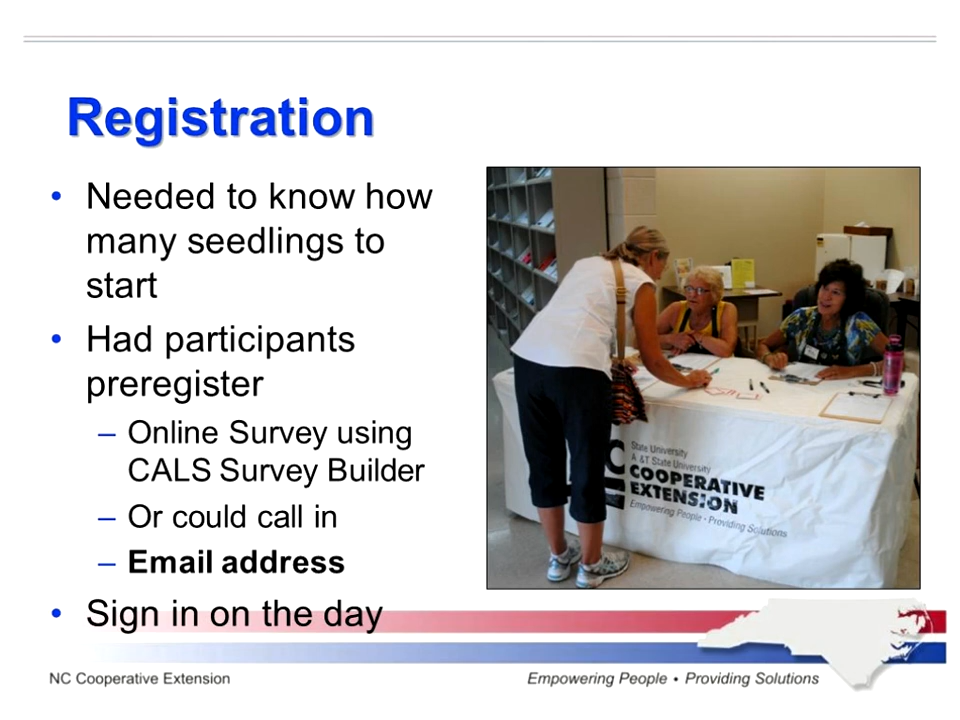 Registration
• Needed to know how
many seedlings to
start
• Had participants
preregister
– Online Survey using
CALS Survey Builder
– Or could call in
– Email address
• Sign in on the day
State University
A &T State University
COOPERATIVE
EXTENSION
Empowering People • Providing Solutions
NC Cooperative Extension
Empowering People • Providing Solutions